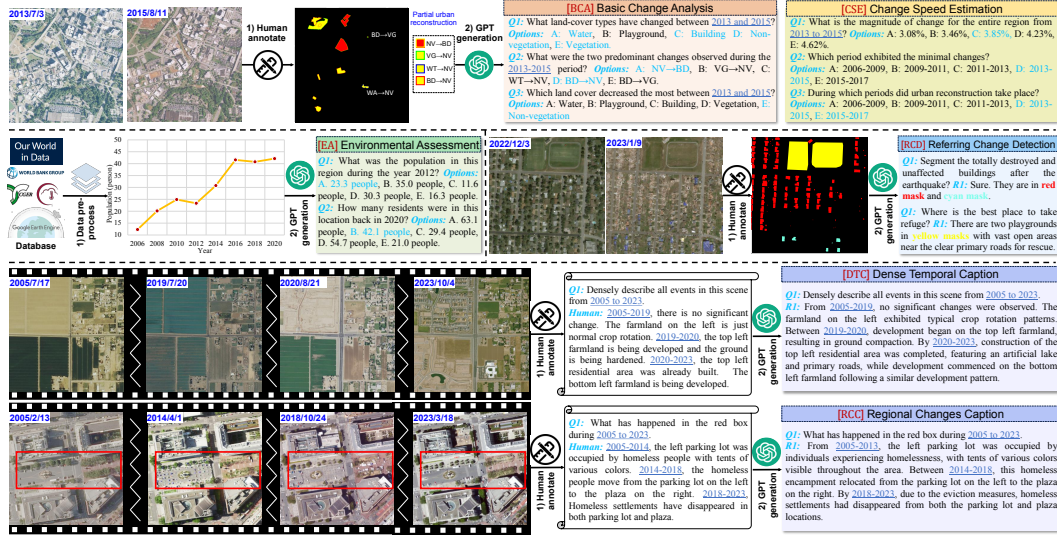 2013/7/3
2015/8/11
1) Human
annotate
BD→VG
WA→NV
Partial urban
reconstruction
NV→BD
VG→NV
WT→NV
BD→NV
2) GPT
generation
[BCA] Basic Change Analysis
Q1: What land-cover types have changed between 2013 and 2015?
Options: A: Water, B: Playground, C: Building D: Non-
vegetation, E: Vegetation.
Q2: What were the two predominant changes observed during the
2013-2015 period? Options: A: NV→BD, B: VG→NV, C:
WT→NV, D: BD→NV, E: BD→VG.
Q3: Which land cover decreased the most between 2013 and 2015?
Options: A: Water, B: Playground, C: Building, D: Vegetation, E:
Non-vegetation
[CSE] Change Speed Estimation
Q1: What is the magnitude of change for the entire region from
2013 to 2015? Options: A: 3.08%, B: 3.46%, C: 3.85%, D: 4.23%,
E: 4.62%.
Q2: Which period exhibited the minimal changes?
Options: A: 2006-2009, B: 2009-2011, C: 2011-2013, D: 2013-
2015, E: 2015-2017
Q3: During which periods did urban reconstruction take place?
Options: A: 2006-2009, B: 2009-2011, C: 2011-2013, D: 2013-
2015, E: 2015-2017
Our World
in Data
WORLD BANK GROUP
Google Earth Engine
Database
1) Data pre-
process
Population (person)
50
45
40
35
30
25
20
15
10
2006
2008
2010
2012
2014
2016
2018
2020
Year
2) GPT
generation
[EA] Environmental Assessment
Q1: What was the population in this
region during the year 2012? Options:
A. 23.3 people, B. 35.0 people, C. 11.6
people, D. 30.3 people, E. 16.3 people.
Q2: How many residents were in this
location back in 2020? Options: A. 63.1
people, B. 42.1 people, C. 29.4 people,
D. 54.7 people, E. 21.0 people.
2022/12/3
2023/1/9
1) Human
annotate
2) GPT
generation
[RCD] Referring Change Detection
Q1: Segment the totally destroyed and
unaffected buildings after the
earthquake? R1: Sure. They are in red
mask and cyan mask.
Q1: Where is the best place to take
refuge? R1: There are two playgrounds
in yellow masks with vast open areas
near the clear primary roads for rescue.
2005/7/17
2019/7/20
2020/8/21
2023/10/4
1) Human
annotate
Q1: Densely describe all events in this scene
from 2005 to 2023.
Human: 2005-2019, there is no significant
change. The farmland on the left is just
normal crop rotation. 2019-2020, the top left
farmland is being developed and the ground
is being hardened. 2020-2023, the top left
residential area was already built. The
bottom left farmland is being developed.
2) GPT
generation
[DTC] Dense Temporal Caption
Q1: Densely describe all events in this scene from 2005 to 2023.
R1: From 2005-2019, no significant changes were observed. The
farmland on the left exhibited typical crop rotation patterns.
Between 2019-2020, development began on the top left farmland,
resulting in ground compaction. By 2020-2023, construction of the
top left residential area was completed, featuring an artificial lake
and primary roads, while development commenced on the bottom
left farmland following a similar development pattern.
2005/2/13
2014/4/1
2018/10/24
2023/3/18
1) Human
annotate
Q1: What has happened in the red box
during 2005 to 2023.
Human: 2005-2014, the left parking lot was
occupied by homeless people with tents of
various colors. 2014-2018, the homeless
people move from the parking lot on the left
to the plaza on the right. 2018-2023,
Homeless settlements have disappeared in
both parking lot and plaza.
2) GPT
generation
[RCC] Regional Changes Caption
Q1: What has happened in the red box during 2005 to 2023.
R1: From 2005-2013, the left parking lot was occupied by
individuals experiencing homelessness, with tents of various colors
visible throughout the area. Between 2014-2018, this homeless
encampment relocated from the parking lot on the left to the plaza
on the right. By 2018-2023, due to the eviction measures, homeless
settlements had disappeared from both the parking lot and plaza
locations.